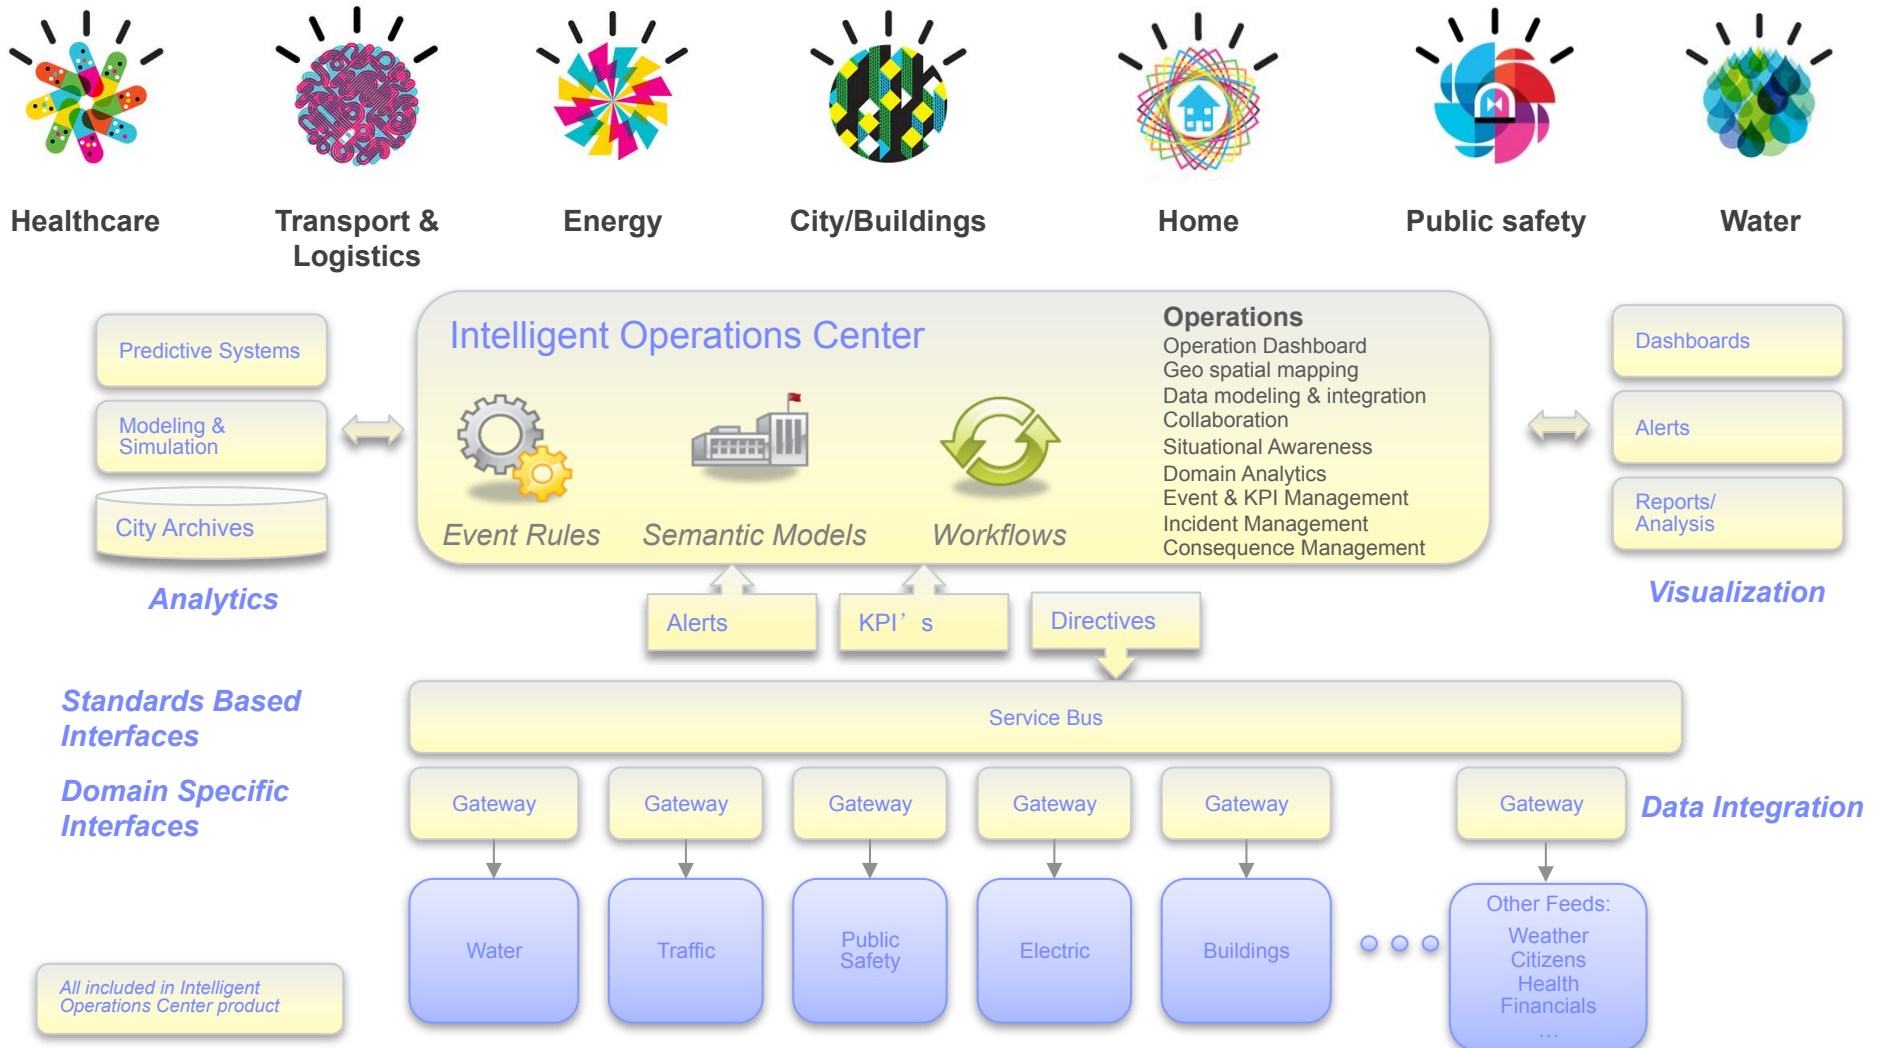 Healthcare
Transport &
Logistics
Energy
City/Buildings
Home
Public safety
Water
Predictive Systems
Modeling &
Simulation
City Archives
Analytics
Intelligent Operations Center
Event Rules
Semantic Models
Workflows
Operations
Operation Dashboard
Geo spatial mapping
Data modeling & integration
Collaboration
Situational Awareness
Domain Analytics
Event & KPI Management
Incident Management
Consequence Management
Dashboards
Alerts
Reports/
Analysis
Visualization
Alerts
KPI’ s
Directives
Standards Based
Interfaces
Service Bus
Domain Specific
Interfaces
Gateway
Gateway
Gateway
Gateway
Gateway
Gateway
Data Integration
Water
Traffic
Public
Safety
Electric
Buildings
Other Feeds:
Weather
Citizens
Health
Financials
…
All included in Intelligent
Operations Center product